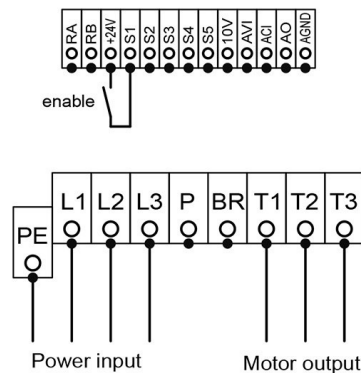 RA RB +24V S1 S2 S3 S4 S5 10V AVI ACI AO AGND
enable
PE L1 L2 L3 P BR T1 T2 T3
Power input Motor output